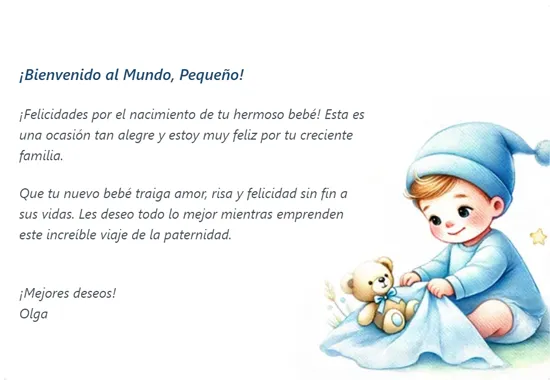 ¡Bienvenido al Mundo, Pequeño!
¡Felicidades por el nacimiento de tu hermoso bebé! Esta es
una ocasión tan alegre y estoy muy feliz por tu creciente
familia.
Que tu nuevo bebé traiga amor, risa y felicidad sin fin a
sus vidas. Les deseo todo lo mejor mientras emprenden
este increíble viaje de la paternidad.
¡Mejores deseos!
Olga